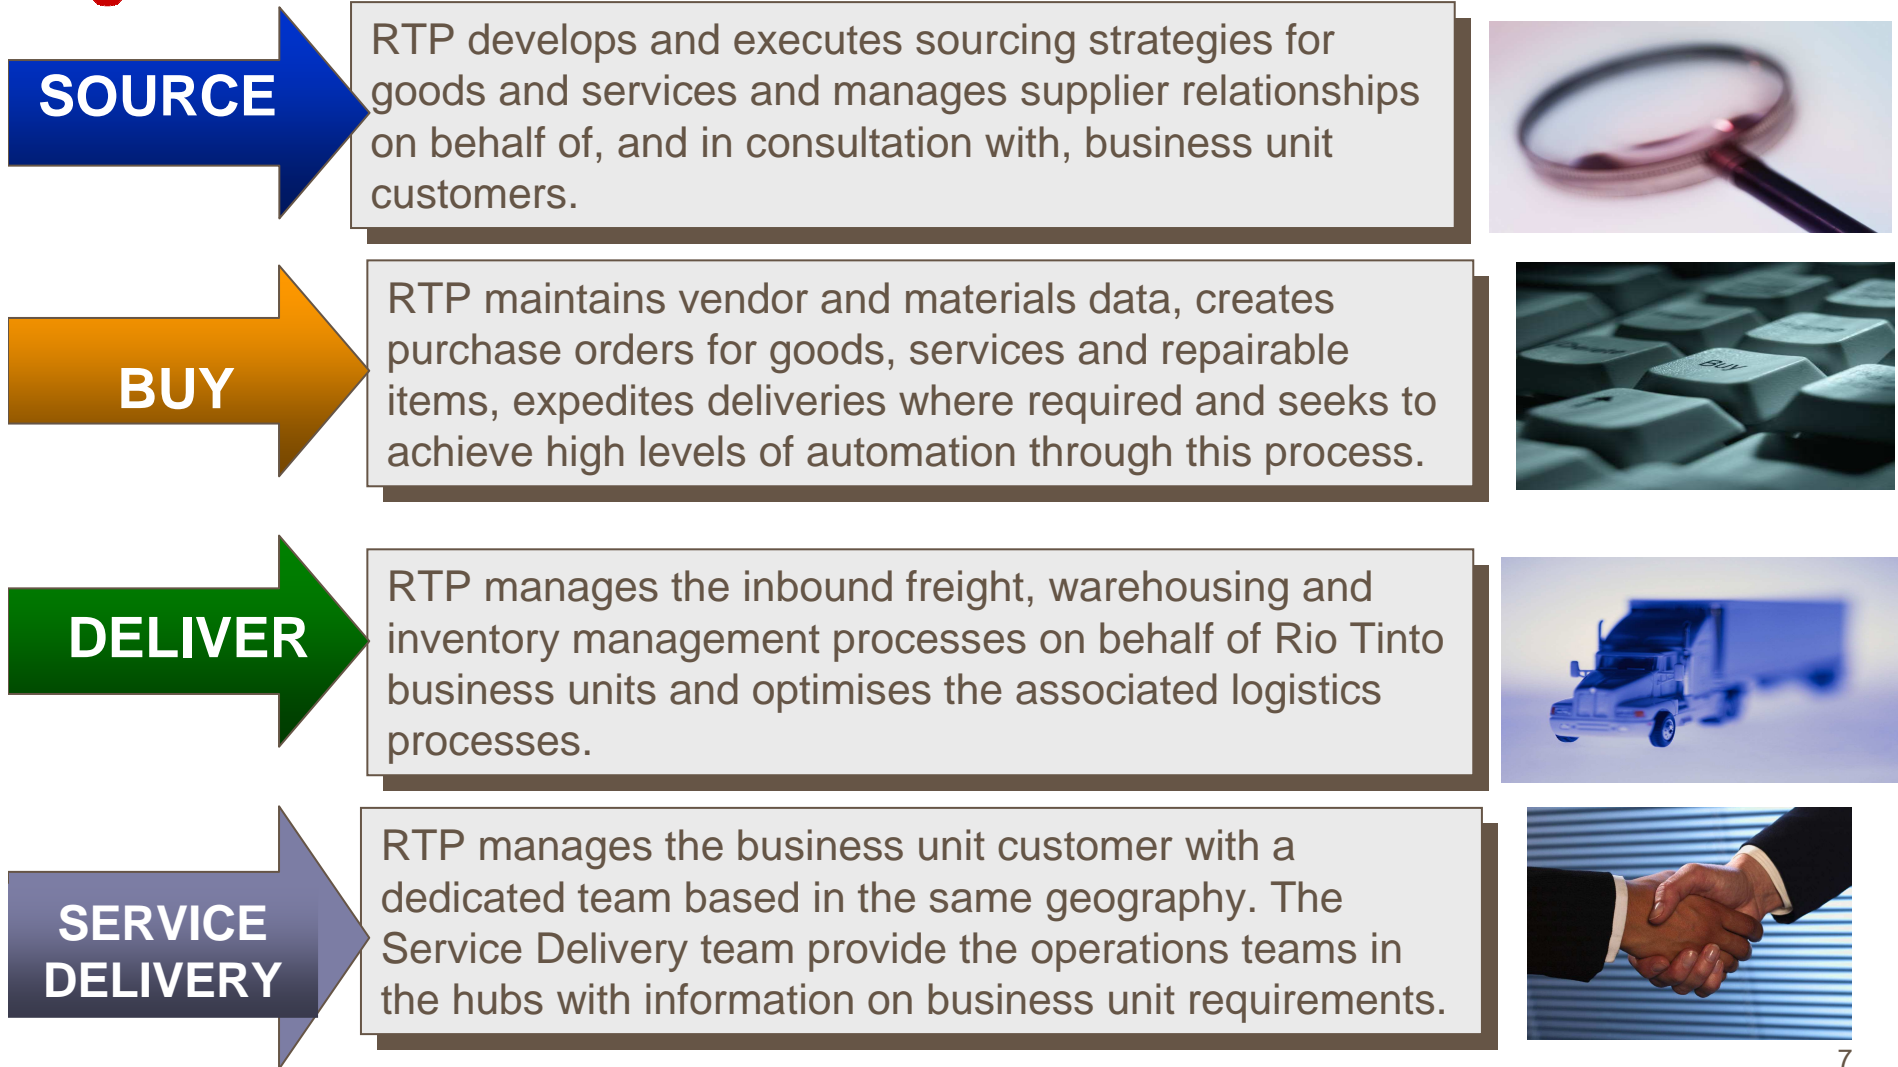 SOURCE
RTP develops and executes sourcing strategies for
goods and services and manages supplier relationships
on behalf of, and in consultation with, business unit
customers.
BUY
RTP maintains vendor and materials data, creates
purchase orders for goods, services and repairable
items, expedites deliveries where required and seeks to
achieve high levels of automation through this process.
Buy
DELIVER
RTP manages the inbound freight, warehousing and
inventory management processes on behalf of Rio Tinto
business units and optimises the associated logistics
processes.
SERVICE
DELIVERY
RTP manages the business unit customer with a
dedicated team based in the same geography. The
Service Delivery team provide the operations teams in
the hubs with information on business unit requirements.
7